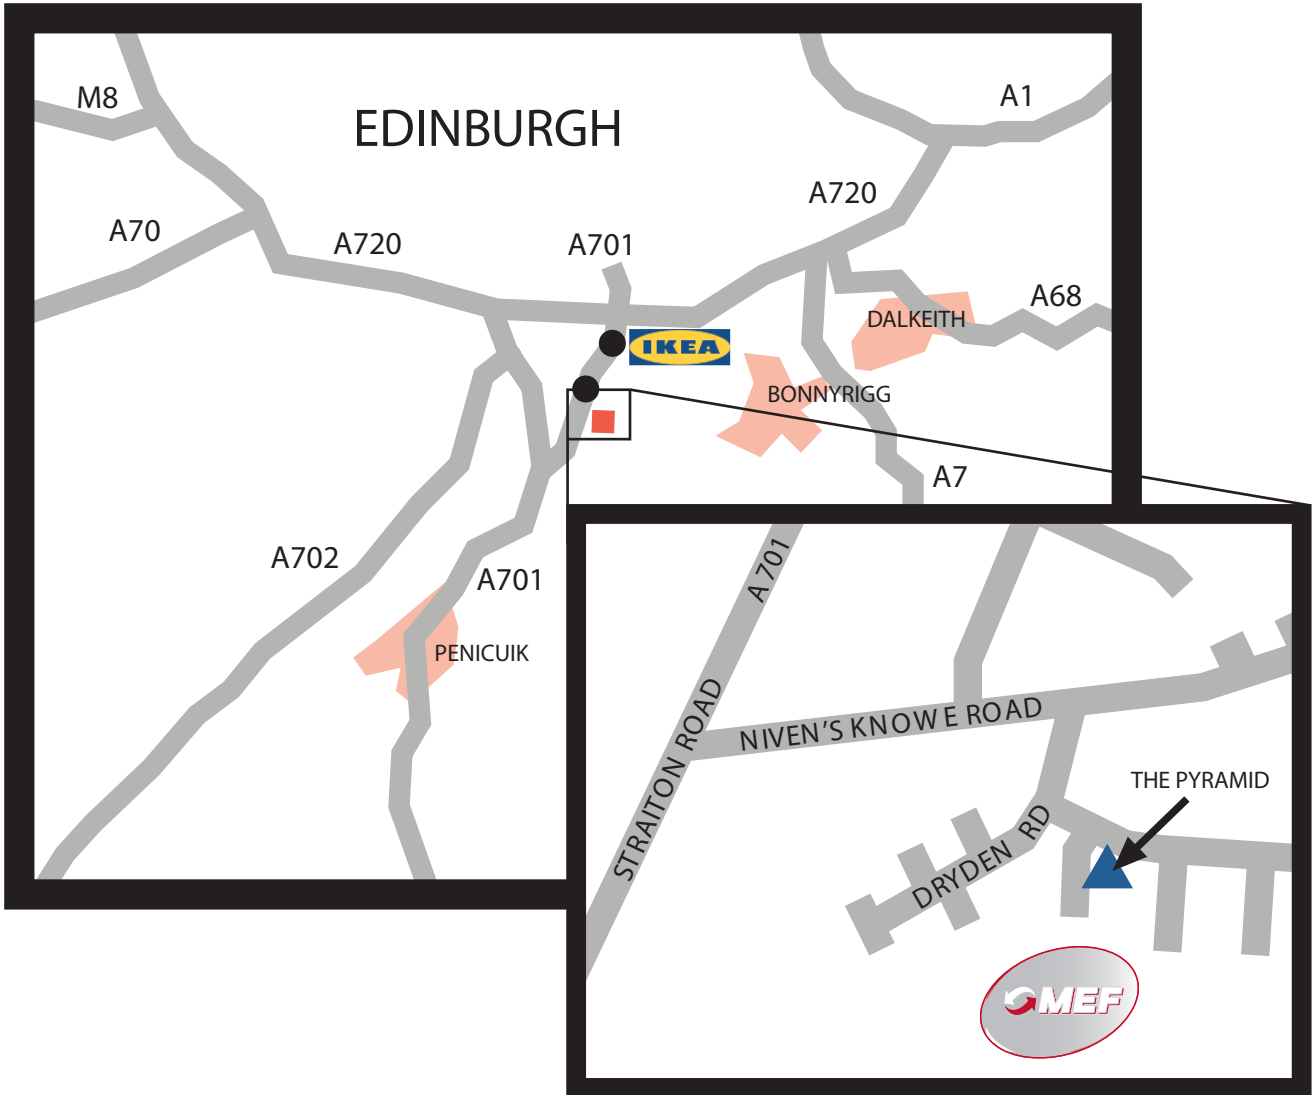 M8
A1
EDINBURGH
A720
A70
A720
A701
A68
DALKEITH
IKEA
BONNYRIGG
A7
A702
A701
PENICUIK
A 701
STRAITON ROAD
NIVEN'S KNOWE ROAD
THE PYRAMID
DRYDEN RD
MEF